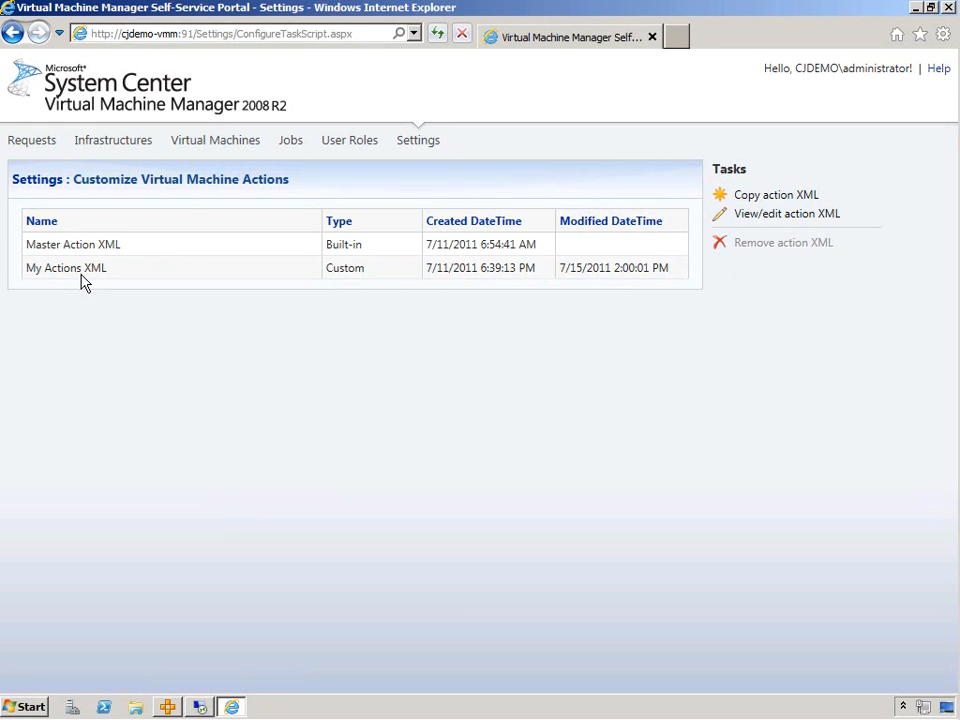 Virtual Machine Manager Self-Service Portal - Settings - Windows Internet Explorer
http://cjdemo-vmm:91/Settings/ConfigureTaskScript.aspx
Virtual Machine Manager Self...
Microsoft®
System Center
Virtual Machine Manager 2008 R2
Hello, CJDEMO\administrator! | Help
Requests Infrastructures Virtual Machines Jobs User Roles Settings
Settings : Customize Virtual Machine Actions
Name Type Created DateTime Modified DateTime
Master Action XML Built-in 7/11/2011 6:54:41 AM
My Actions XML Custom 7/11/2011 6:39:13 PM 7/15/2011 2:00:01 PM
Tasks
Copy action XML
View/edit action XML
Remove action XML
Start